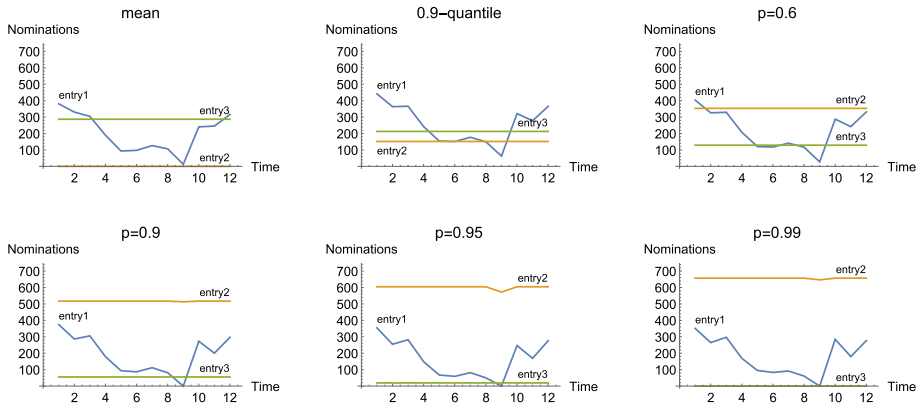 mean
Nominations
700
600
500
400
300
200
100
entry1
entry3
entry2
2 4 6 8 10 12
Time
0.9−quantile
Nominations
700
600
500
400
300
200
100
entry1
entry3
entry2
2 4 6 8 10 12
Time
p=0.6
Nominations
700
600
500
400
300
200
100
entry1
entry2
entry3
2 4 6 8 10 12
Time
p=0.9
Nominations
700
600
500
400
300
200
100
entry2
entry1
entry3
2 4 6 8 10 12
Time
p=0.95
Nominations
700
600
500
400
300
200
100
entry2
entry1
entry3
2 4 6 8 10 12
Time
p=0.99
Nominations
700
600
500
400
300
200
100
entry2
entry1
entry3
2 4 6 8 10 12
Time